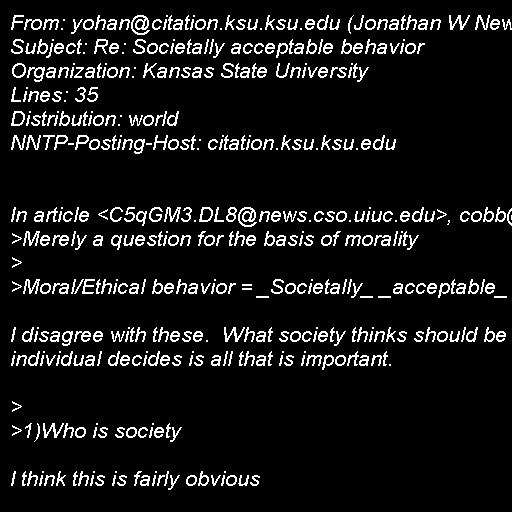 From: yohan@citation.ksu.ksu.edu (Jonathan W New
Subject: Re: Societally acceptable behavior
Organization: Kansas State University
Lines: 35
Distribution: world
NNTP-Posting-Host: citation.ksu.ksu.edu
In article <C5qGM3.DL8@news.cso.uiuc.edu>, cobb@
>Merely a question for the basis of morality
>
>Moral/Ethical behavior = _Societally_ _acceptable_
I disagree with these.  What society thinks should be
individual decides is all that is important.
>
>1)Who is society
I think this is fairly obvious